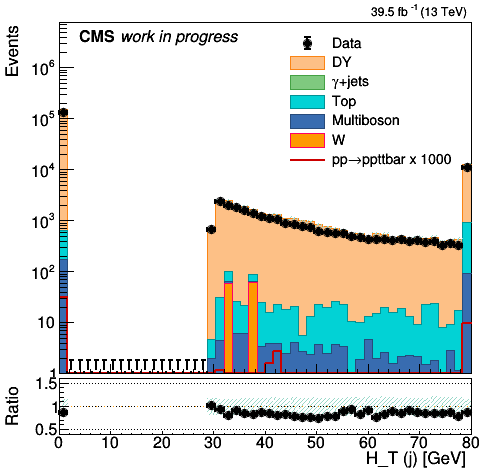 39.5 fb⁻¹ (13 TeV)
CMS work in progress
Events
Data
DY
γ+jets
Top
Multiboson
W
pp→ppttbar x 1000
10⁶
10⁵
10⁴
10³
10²
10
1
Ratio
1.5
1
0.5
0 10 20 30 40 50 60 70 80
H_T (j) [GeV]